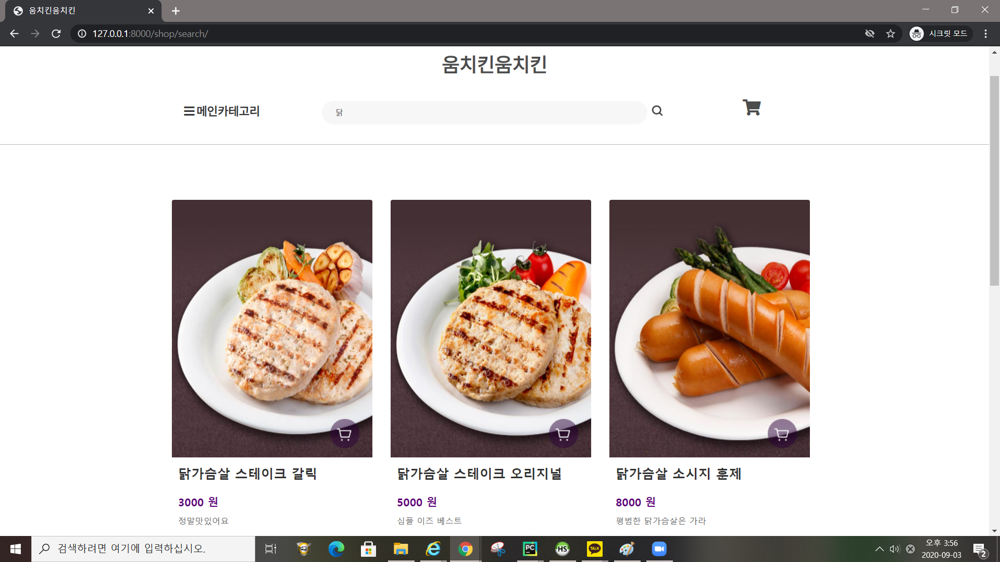 움치킨움치킨
127.0.0.1:8000/shop/search/
시크릿 모드
움치킨움치킨
메인카테고리
닭
닭가슴살 스테이크 갈릭
3000 원
정말맛있어요
닭가슴살 스테이크 오리지널
5000 원
심플 이즈 베스트
닭가슴살 소시지 훈제
8000 원
평범한 닭가슴살은 가라
검색하려면 여기에 입력하십시오.
PC
HS
TALK
오후 3:56
2020-09-03
2